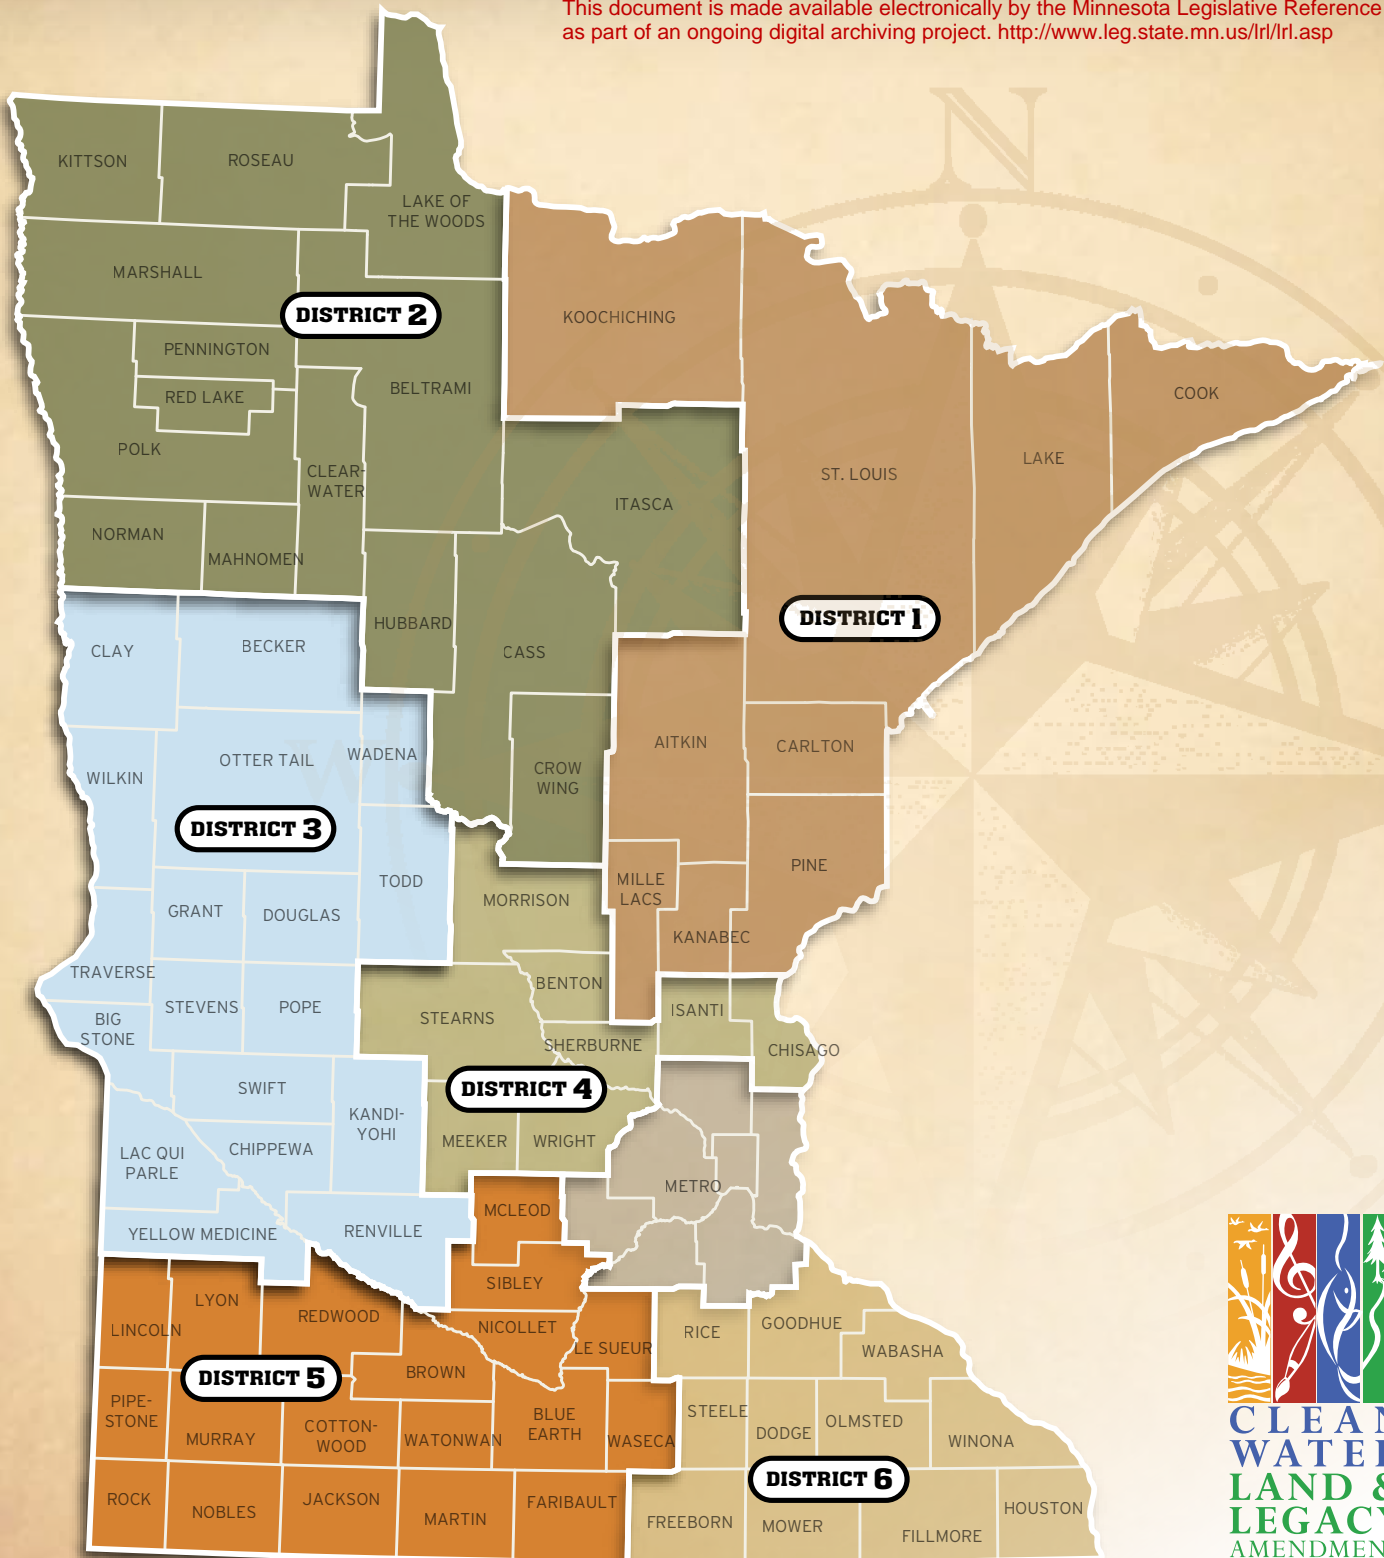 This document is made available electronically by the Minnesota Legislative Reference
as part of an ongoing digital archiving project. http://www.leg.state.mn.us/lrl/lrl.asp
N
KITTSON
ROSEAU
LAKE OF
THE WOODS
MARSHALL
DISTRICT 2
KOOCHICHING
PENNINGTON
BELTRAMI
RED LAKE
COOK
POLK
CLEAR-
WATER
LAKE
ST. LOUIS
ITASCA
NORMAN
MAHNOMEN
HUBBARD
DISTRICT 1
CLAY
BECKER
CASS
W
OTTER TAIL
WADENA
AITKIN
CARLTON
WILKIN
CROW
WING
DISTRICT 3
PINE
TODD
MILLE
LACS
MORRISON
GRANT
DOUGLAS
KANABEC
TRAVERSE
BENTON
STEVENS
POPE
ISANTI
BIG
STONE
STEARNS
SHERBURNE
CHISAGO
SWIFT
DISTRICT 4
KANDI-
YOHI
MEEKER
WRIGHT
LAC QUI
PARLE
CHIPPEWA
METRO
MCLEOD
YELLOW MEDICINE
RENVILLE
SIBLEY
LYON
LINCOLN
REDWOOD
NICOLLET
LE SUEUR
RICE
GOODHUE
WABASHA
DISTRICT 5
BROWN
PIPE-
STONE
MURRAY
COTTON-
WOOD
WATONWAN
BLUE
EARTH
WASECA
STEELE
DODGE
OLMSTED
WINONA
DISTRICT 6
ROCK
NOBLES
JACKSON
MARTIN
FARIBAULT
FREEBORN
MOWER
FILLMORE
HOUSTON
CLEAN
WATER
LAND &
LEGACY
AMENDMEN